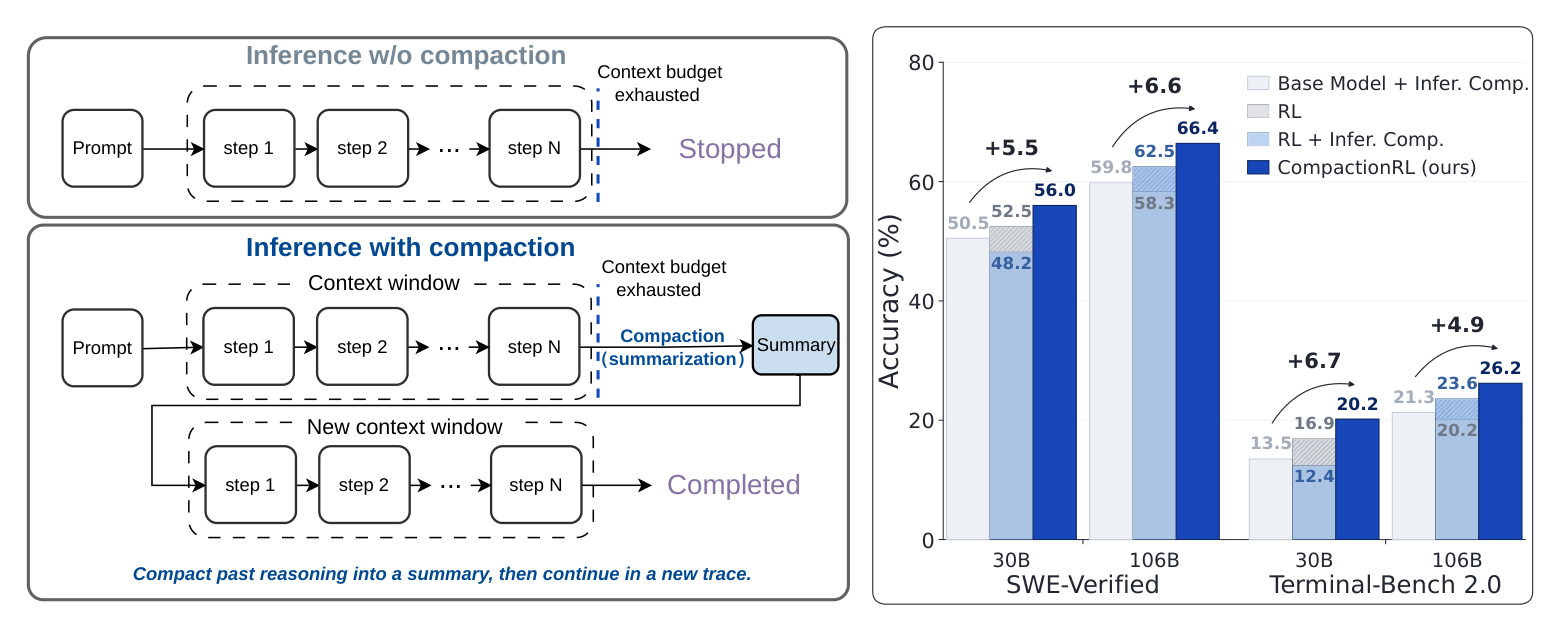 Inference w/o compaction
Context budget
exhausted
Prompt
step 1
step 2
...
step N
Stopped
Inference with compaction
Context window
Context budget
exhausted
Prompt
step 1
step 2
...
step N
Compaction
(summarization)
Summary
New context window
step 1
step 2
...
step N
Completed
Compact past reasoning into a summary, then continue in a new trace.
Accuracy (%)
80
60
40
20
0
Base Model + Infer. Comp.
RL
RL + Infer. Comp.
CompactionRL (ours)
+5.5
50.5
52.5
48.2
56.0
+6.6
59.8
62.5
58.3
66.4
+6.7
13.5
16.9
12.4
20.2
+4.9
21.3
23.6
20.2
26.2
30B
106B
30B
106B
SWE-Verified
Terminal-Bench 2.0